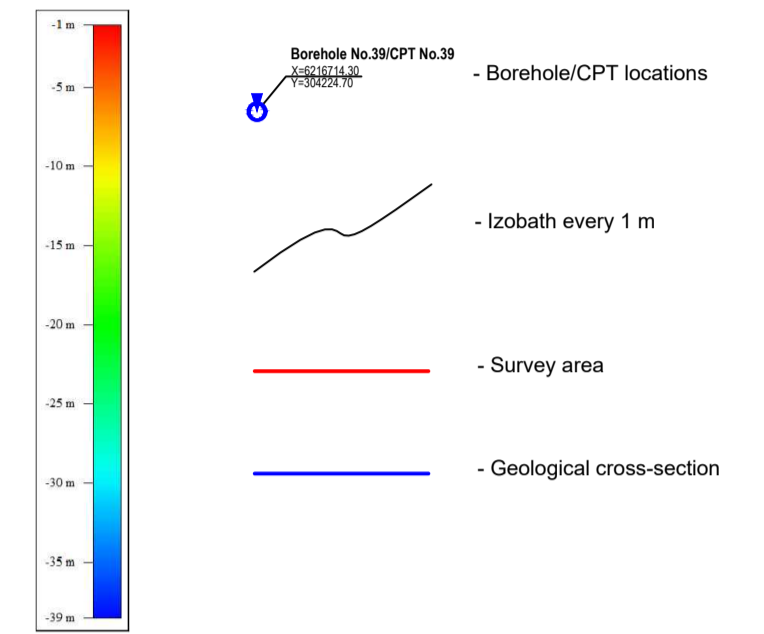 -1 m
-5 m
-10 m
-15 m
-20 m
-25 m
-30 m
-35 m
-39 m
Borehole No.39/CPT No.39
X=6216714.30
Y=304224.70
- Borehole/CPT locations
- Izobath every 1 m
- Survey area
- Geological cross-section